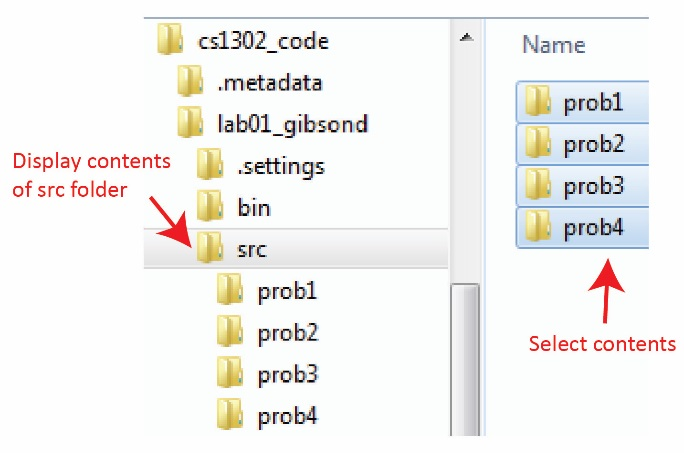 cs1302_code
.metadata
lab01_gibsond
.settings
bin
src
prob1
prob2
prob3
prob4
Display contents
of src folder
Name
prob1
prob2
prob3
prob4
Select contents